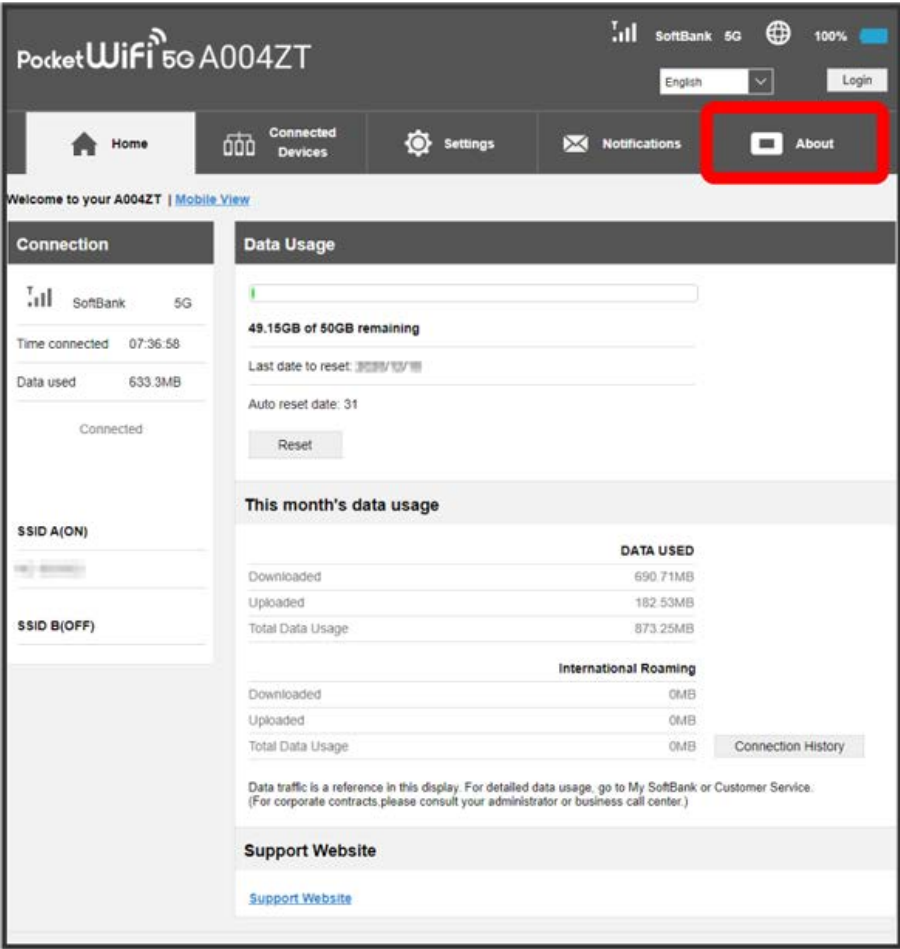 Pocket WiFi 5G A004ZT
SoftBank 5G 100%
English Login
Home
Connected Devices
Settings
Notifications
About
Welcome to your A004ZT | Mobile View
Connection
SoftBank 5G
Time connected 07:36:58
Data used 633.3MB
Connected
SSID A(ON)
SSID B(OFF)
Data Usage
49.15GB of 50GB remaining
Last date to reset:
Auto reset date: 31
Reset
This month's data usage
DATA USED
Downloaded 690.71MB
Uploaded 182.53MB
Total Data Usage 873.25MB
International Roaming
Downloaded 0MB
Uploaded 0MB
Total Data Usage 0MB
Connection History
Data traffic is a reference in this display. For detailed data usage, go to My SoftBank or Customer Service.
(For corporate contracts,please consult your administrator or business call center.)
Support Website
Support Website